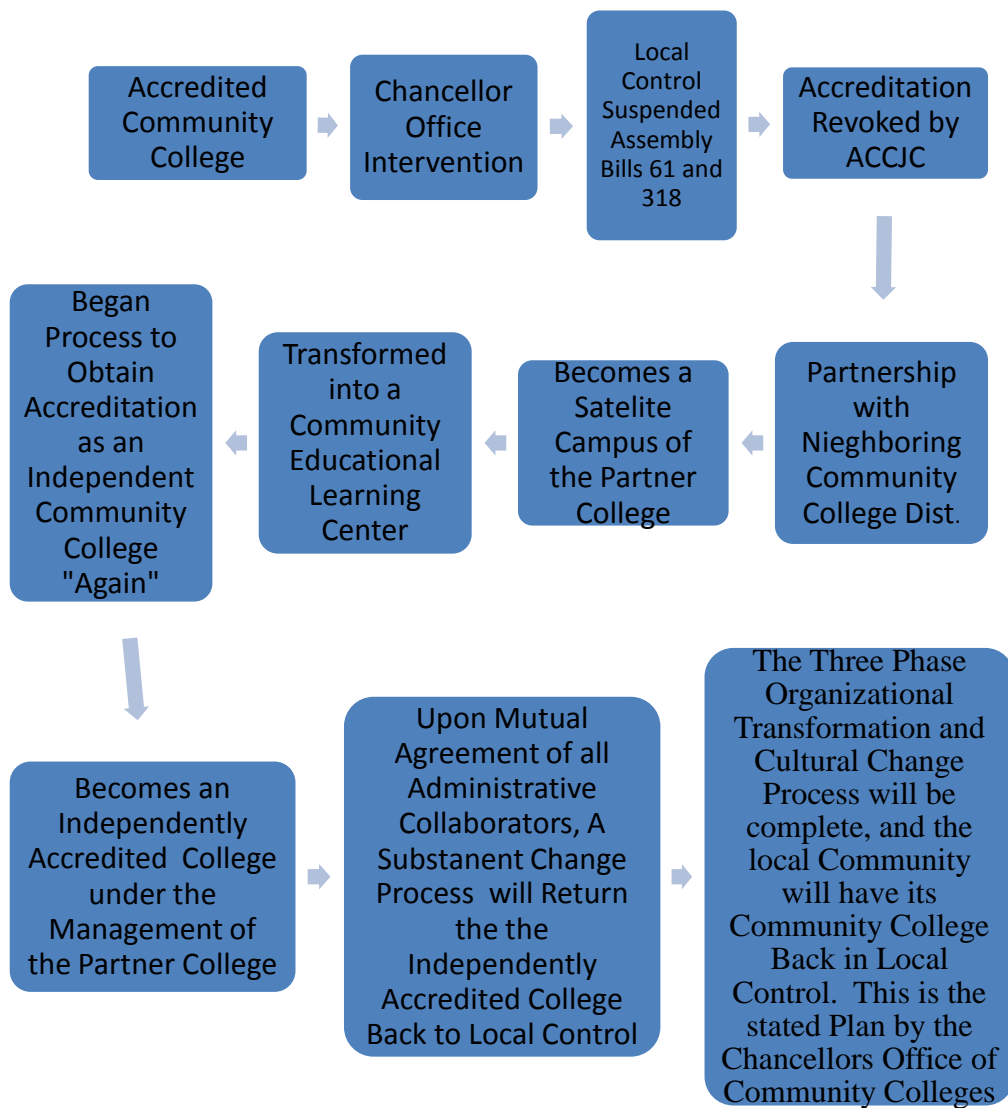 Accredited
Community
College
Chancellor
Office
Intervention
Local
Control
Suspended
Assembly
Bills 61 and
318
Accreditation
Revoked by
ACCJC
Partnership
with
Nieghboring
Community
College Dist.
Becomes a
Satelite
Campus of
the Partner
College
Transformed
into a
Community
Educational
Learning
Center
Began
Process to
Obtain
Accreditation
as an
Independent
Community
College
"Again"
Becomes an
Independently
Accredited College
under the
Management of
the Partner College
Upon Mutual
Agreement of all
Administrative
Collaborators, A
Substanent Change
Process will Return
the the
Independently
Accredited College
Back to Local Control
The Three Phase
Organizational
Transformation and
Cultural Change
Process will be
complete, and the
local Community
will have its
Community College
Back in Local
Control. This is the
stated Plan by the
Chancellors Office of
Community Colleges